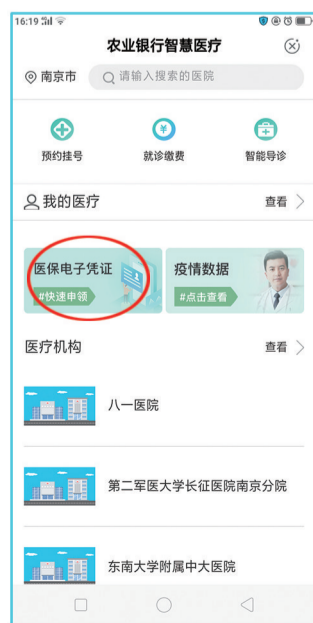 16:19
农业银行智慧医疗
南京市
请输入搜索的医院
预约挂号
就诊缴费
智能导诊
我的医疗
查看
医保电子凭证
#快速申领
疫情数据
#点击查看
医疗机构
查看
八一医院
第二军医大学长征医院南京分院
东南大学附属中大医院